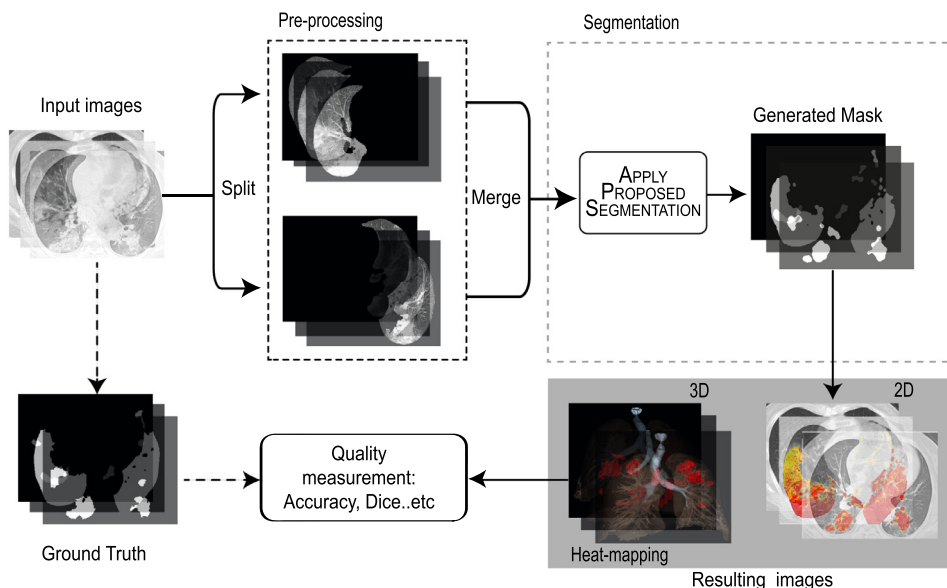 Pre-processing
Segmentation
Input images
Generated Mask
Split
Merge
APPLY
PROPOSED
SEGMENTATION
3D
2D
Quality
measurement:
Accuracy, Dice..etc
Ground Truth
Heat-mapping
Resulting images